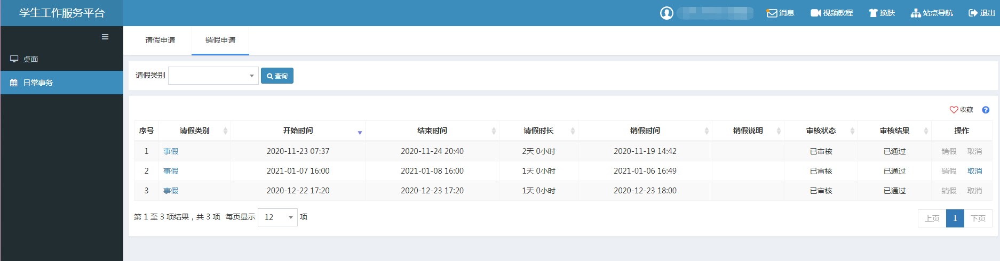 学生工作服务平台
消息 视频教程 换肤 站点导航 退出
桌面
日常事务
请假申请 销假申请
请假类别 查询
收藏
序号 请假类别 开始时间 结束时间 请假时长 销假时间 销假说明 审核状态 审核结果 操作
1 事假 2020-11-23 07:37 2020-11-24 20:40 2天 0小时 2020-11-19 14:42 已审核 已通过 销假 取消
2 事假 2021-01-07 16:00 2021-01-08 16:00 1天 0小时 2021-01-06 16:49 已审核 已通过 销假 取消
3 事假 2020-12-22 17:20 2020-12-23 17:20 1天 0小时 2020-12-23 18:00 已审核 已通过 销假 取消
第 1 至 3 项结果，共 3 项 每页显示 12 项
上页 1 下页